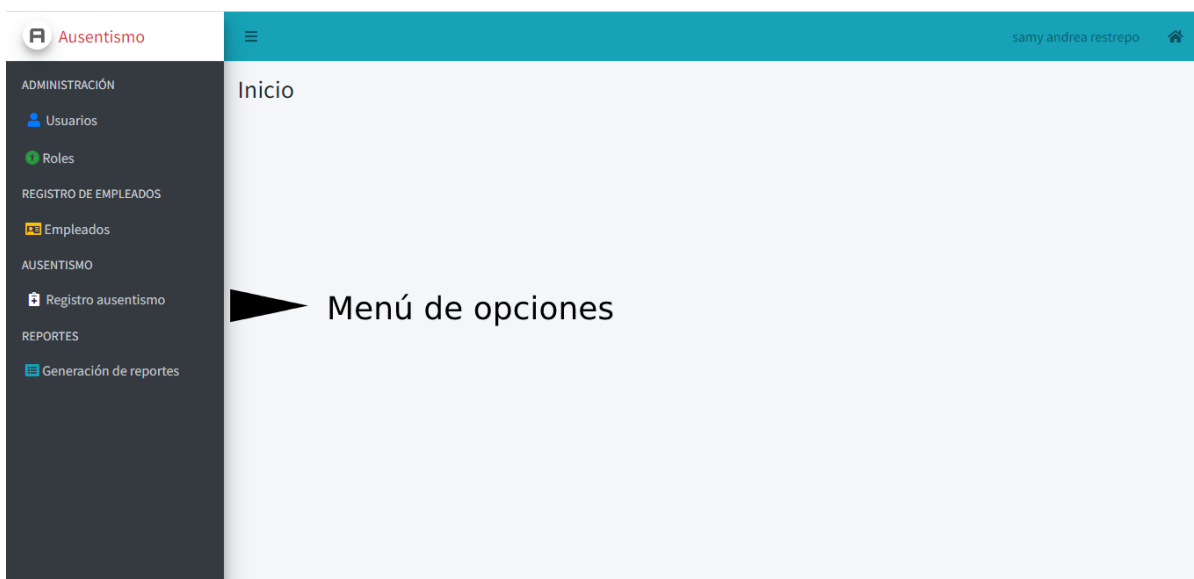 Ausentismo
samy andrea restrepo
ADMINISTRACIÓN
Usuarios
Roles
REGISTRO DE EMPLEADOS
Empleados
AUSENTISMO
Registro ausentismo
REPORTES
Generación de reportes
Inicio
Menú de opciones